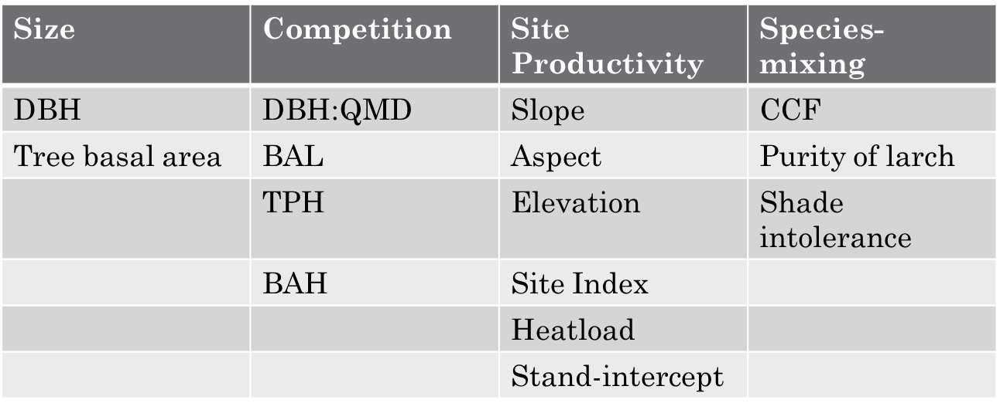 Size Competition Site Productivity Species-mixing
DBH DBH:QMD Slope CCF
Tree basal area BAL Aspect Purity of larch
TPH Elevation Shade intolerance
BAH Site Index
Heatload
Stand-intercept